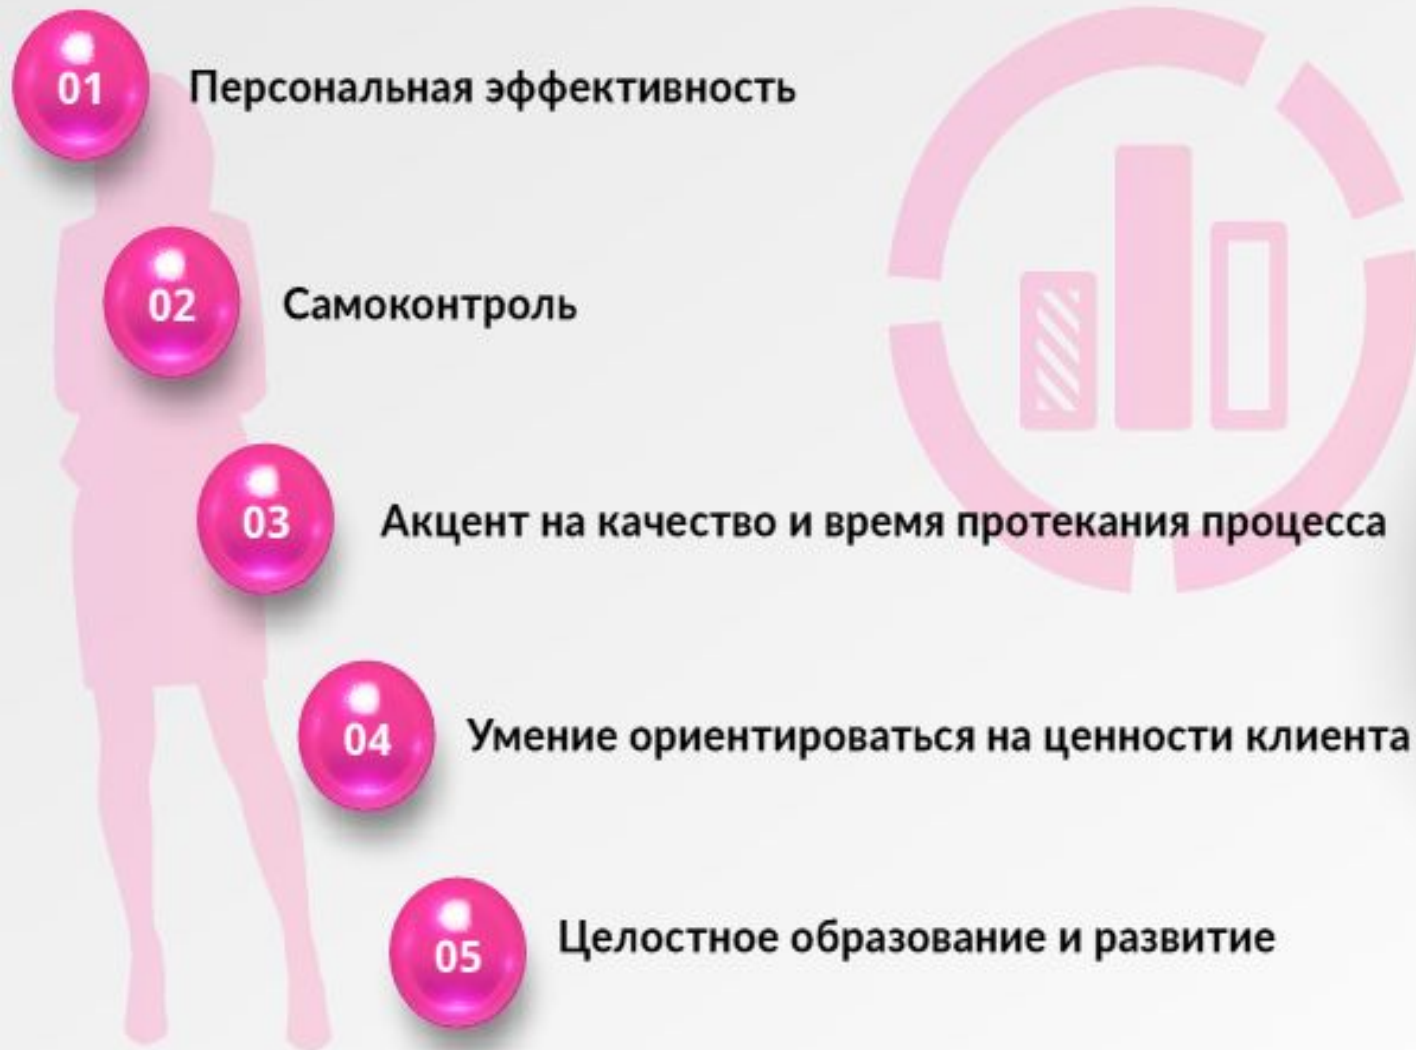 01 Персональная эффективность
02 Самоконтроль
03 Акцент на качество и время протекания процесса
04 Умение ориентироваться на ценности клиента
05 Целостное образование и развитие